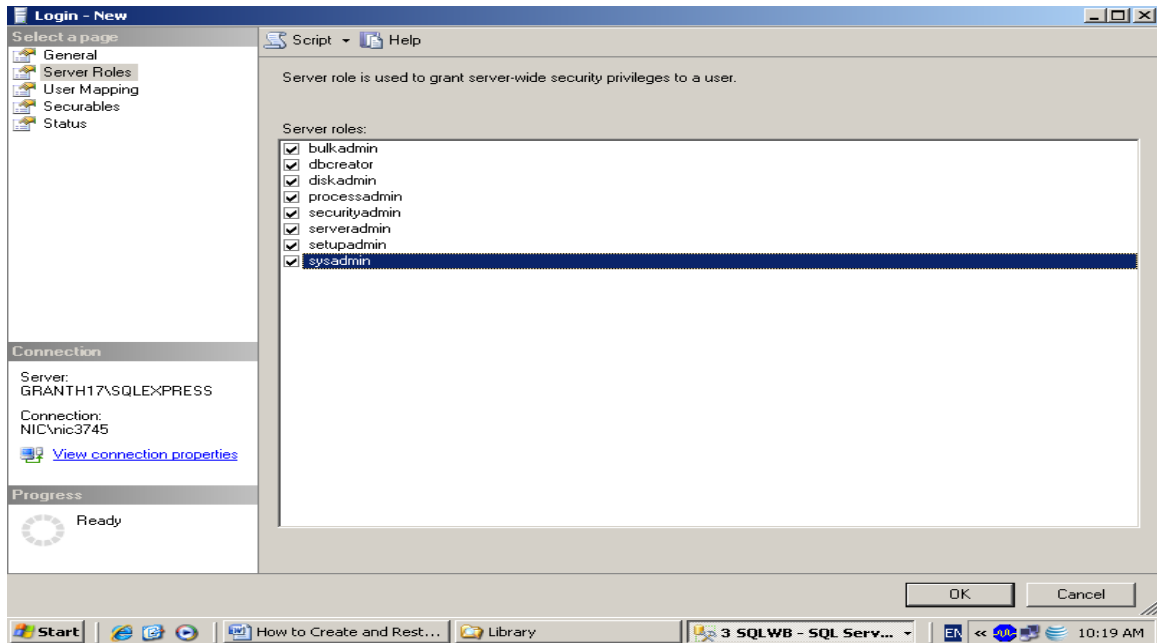 Login - New
Select a page
General
Server Roles
User Mapping
Securables
Status
Script
Help
Server role is used to grant server-wide security privileges to a user.
Server roles:
bulkadmin
dbcreator
diskadmin
processadmin
securityadmin
serveradmin
setupadmin
sysadmin
Connection
Server:
GRANTH17\SQLEXPRESS
Connection:
NIC\nic3745
View connection properties
Progress
Ready
OK
Cancel
Start
How to Create and Rest...
Library
3 SQLWB - SQL Serv...
EN
«
10:19 AM